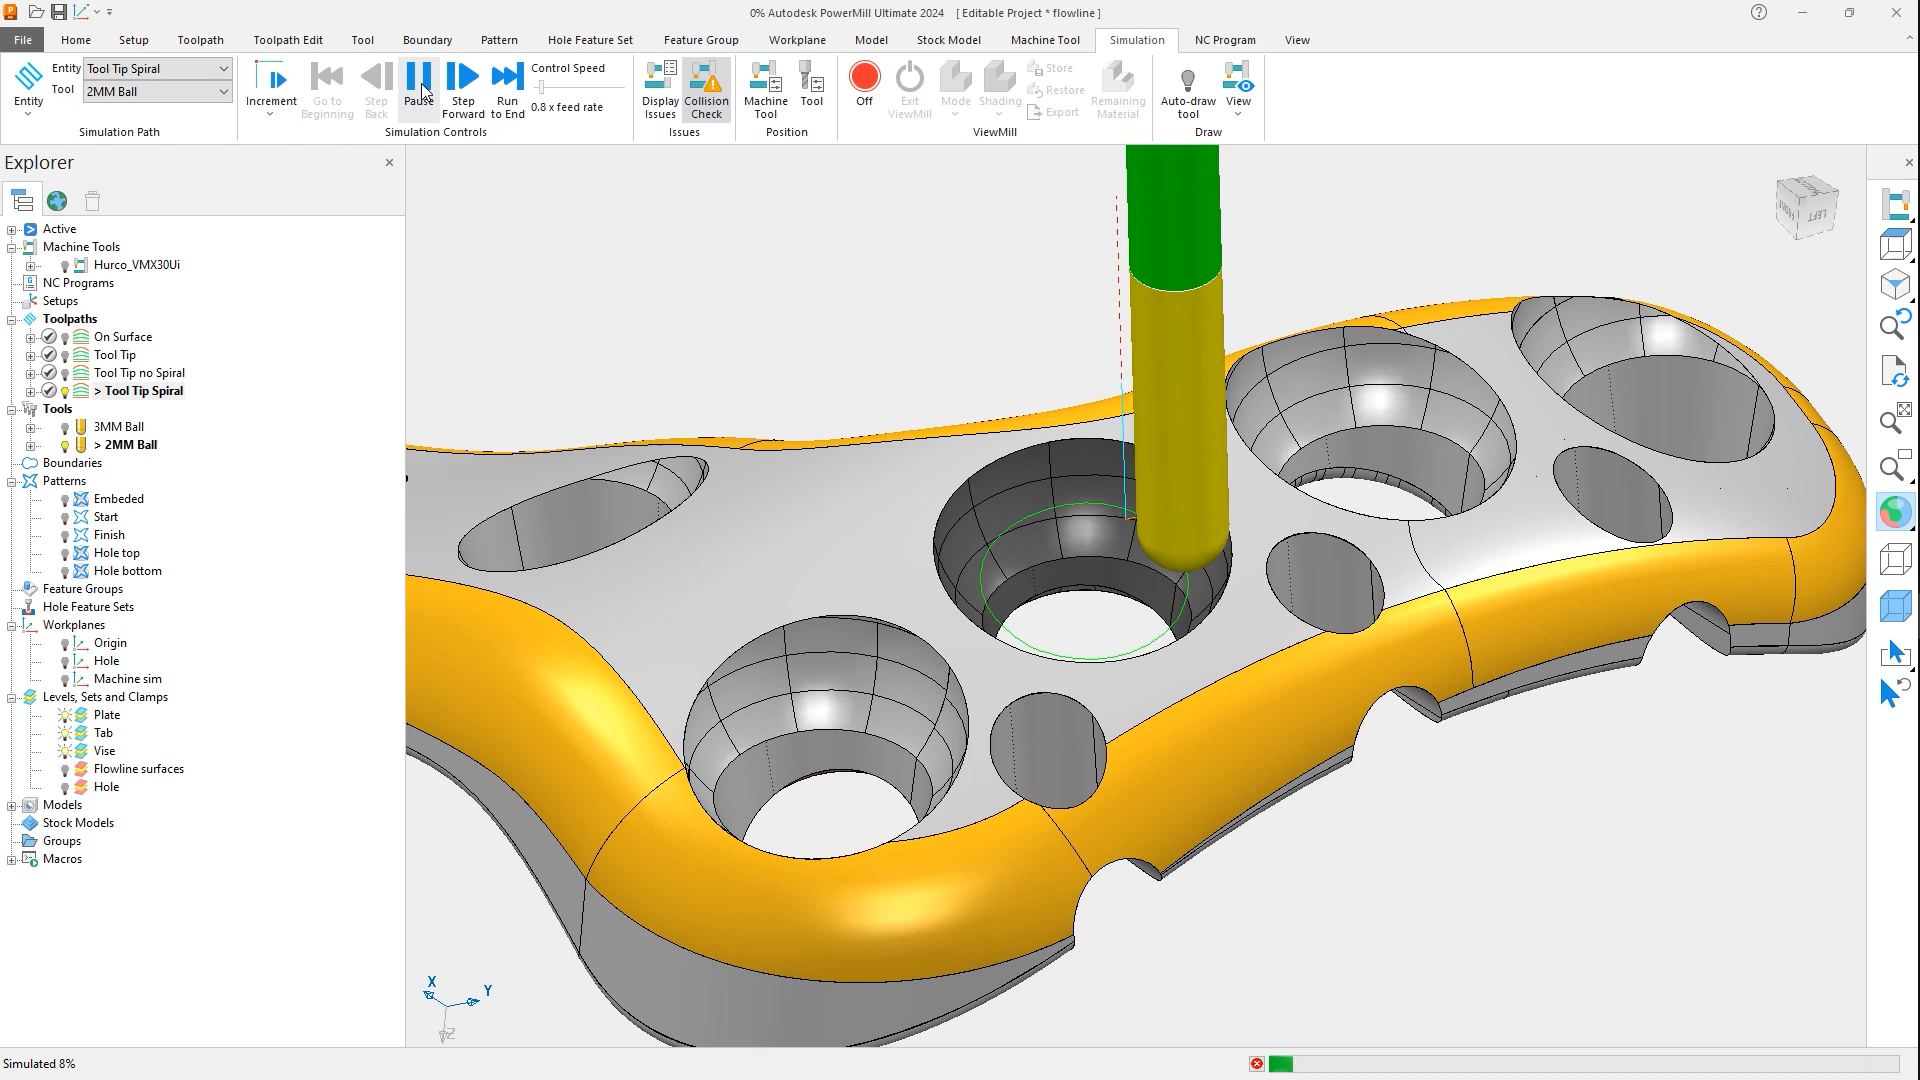 0% Autodesk PowerMill Ultimate 2024 [ Editable Project * flowline ]
File Home Setup Toolpath Toolpath Edit Tool Boundary Pattern Hole Feature Set Feature Group Workplane Model Stock Model Machine Tool Simulation NC Program View
Entity
Entity Tool Tip Spiral
Tool 2MM Ball
Simulation Path
Increment
Go to Beginning
Step Back
Pause
Step Forward
Run to End
Control Speed
0.8 x feed rate
Simulation Controls
Display Issues
Collision Check
Issues
Machine Tool
Tool
Position
Off
Exit ViewMill
Mode
Shading
Store
Restore
Export
Remaining Material
ViewMill
Auto-draw tool
View
Draw
Explorer
Active
Machine Tools
Hurco_VMX30Ui
NC Programs
Setups
Toolpaths
On Surface
Tool Tip
Tool Tip no Spiral
> Tool Tip Spiral
Tools
3MM Ball
> 2MM Ball
Boundaries
Patterns
Embeded
Start
Finish
Hole top
Hole bottom
Feature Groups
Hole Feature Sets
Workplanes
Origin
Hole
Machine sim
Levels, Sets and Clamps
Plate
Tab
Vise
Flowline surfaces
Hole
Models
Stock Models
Groups
Macros
FRONT
LEFT
X
Y
Z
Simulated 8%